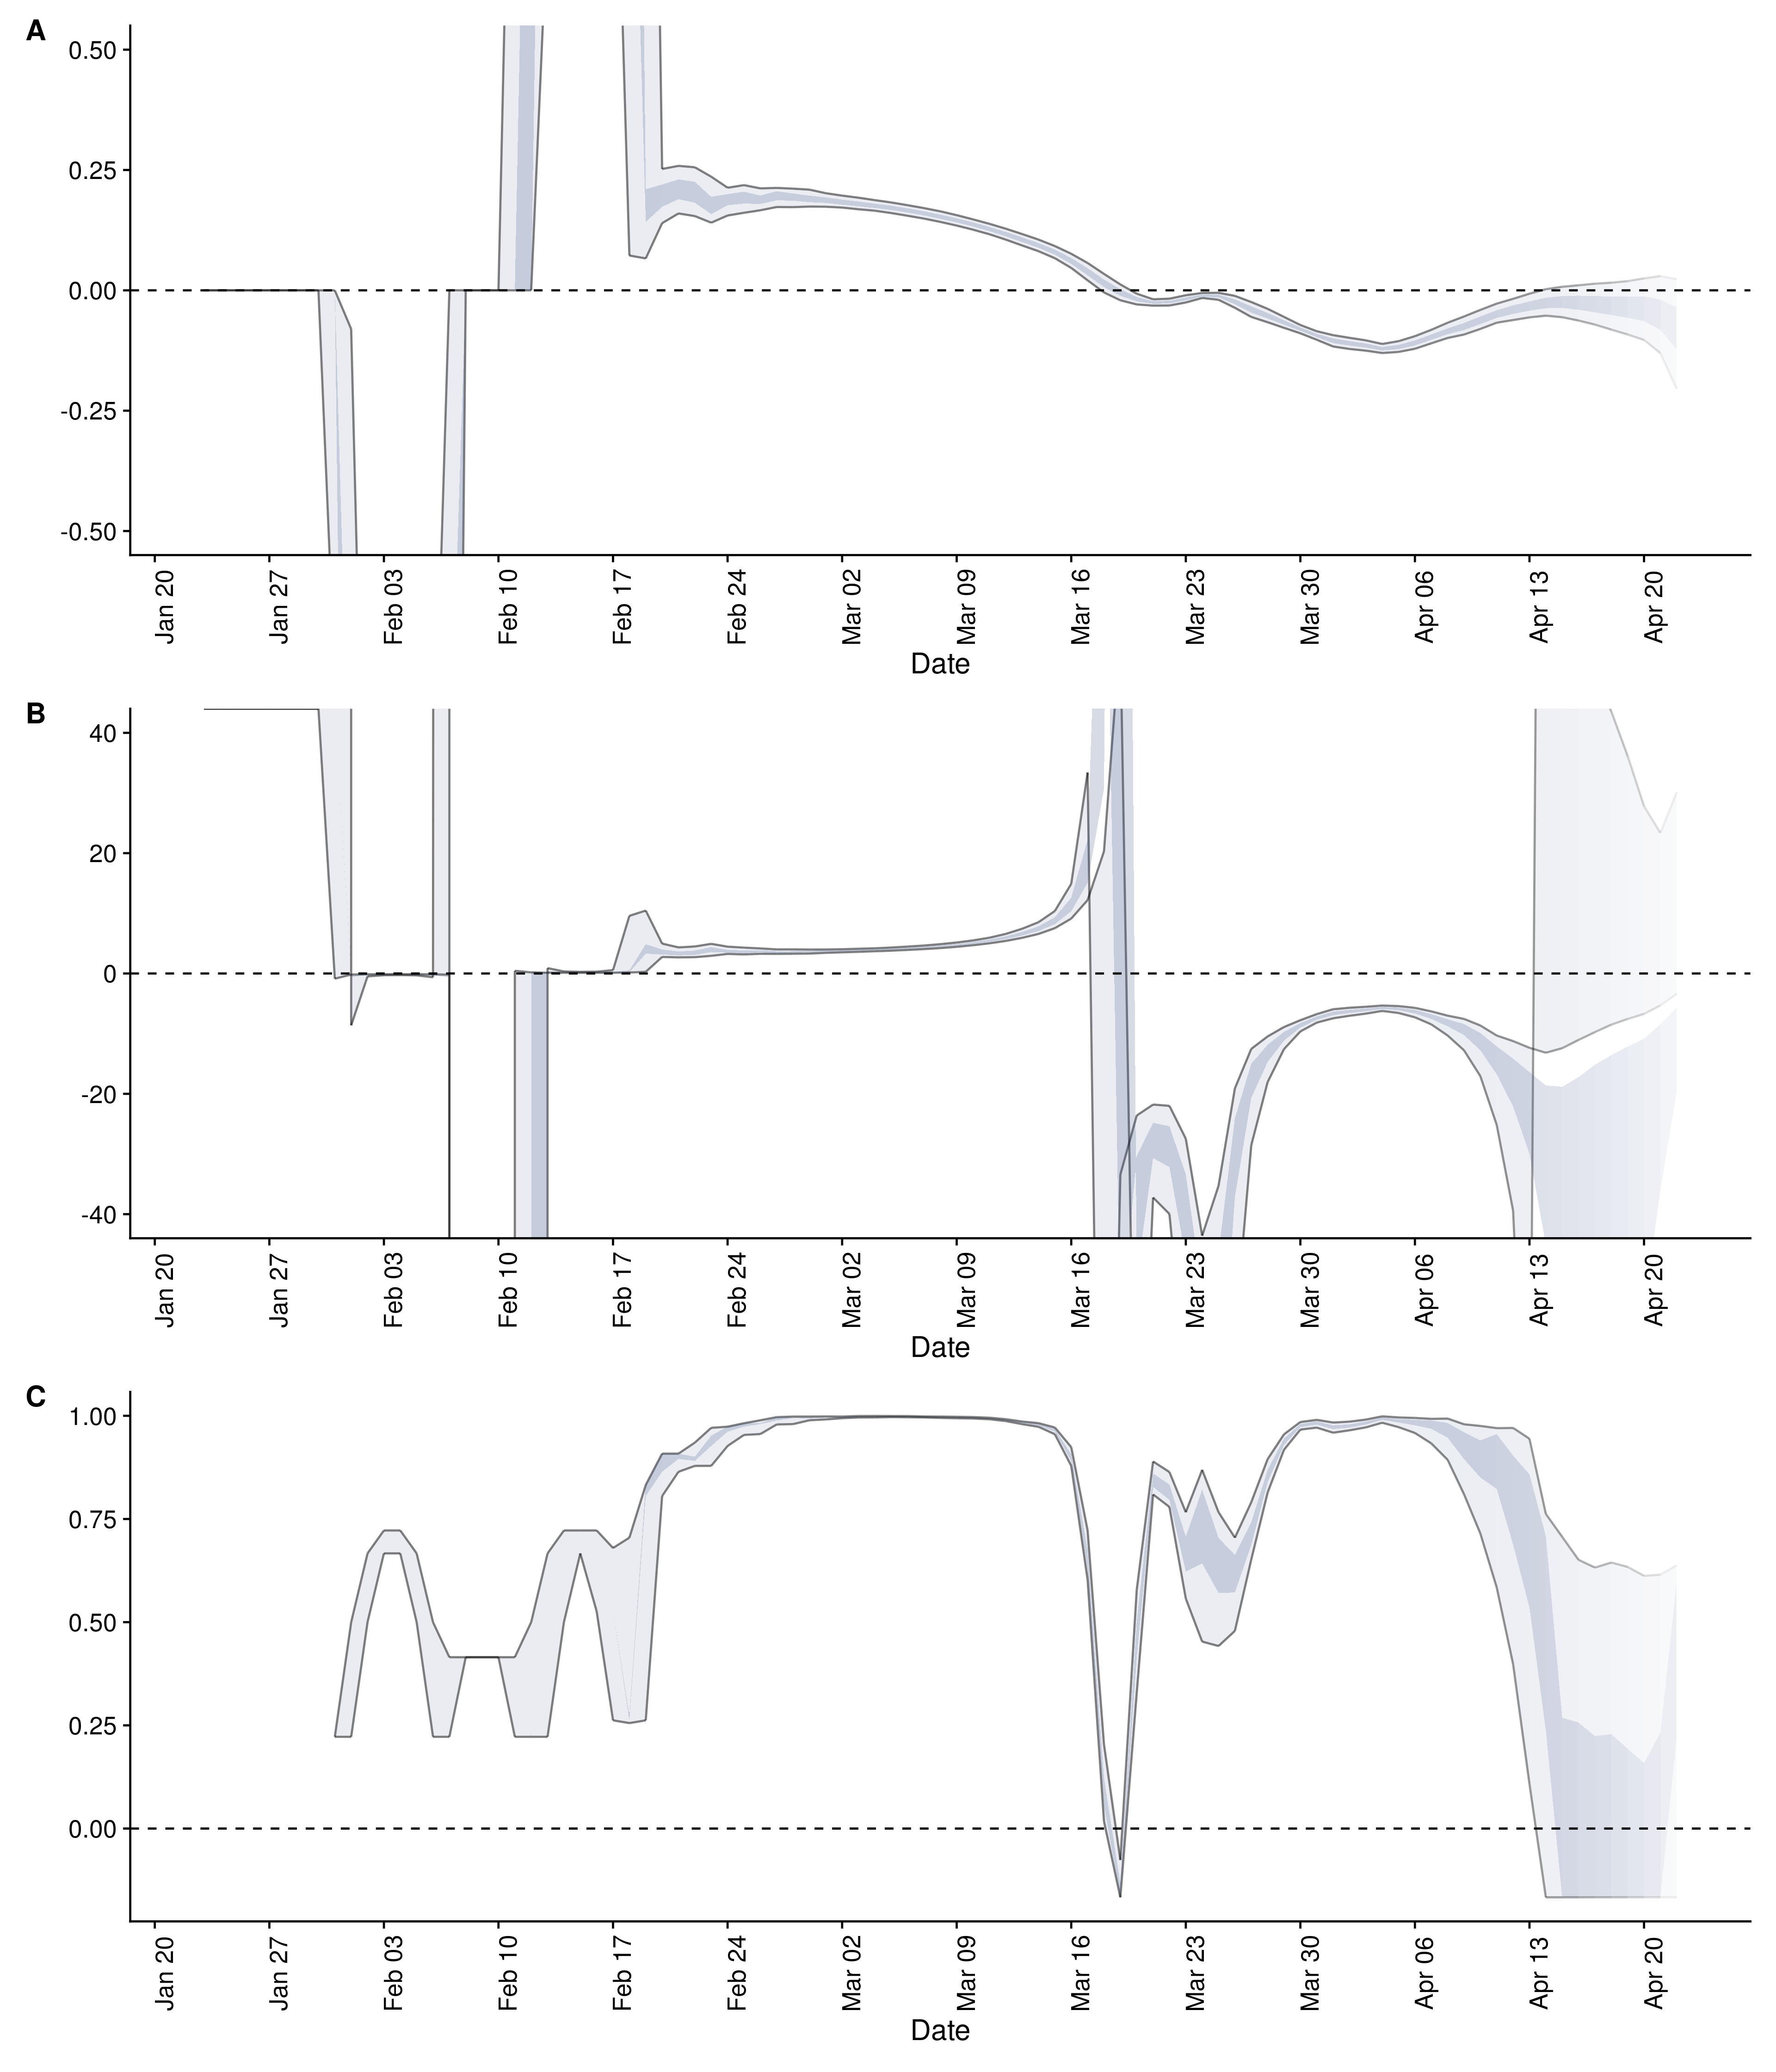 A
0.50
0.25
0.00
-0.25
-0.50
Jan 20
Jan 27
Feb 03
Feb 10
Feb 17
Feb 24
Mar 02
Mar 09
Mar 16
Mar 23
Mar 30
Apr 06
Apr 13
Apr 20
Date
B
40
20
0
-20
-40
Jan 20
Jan 27
Feb 03
Feb 10
Feb 17
Feb 24
Mar 02
Mar 09
Mar 16
Mar 23
Mar 30
Apr 06
Apr 13
Apr 20
Date
C
1.00
0.75
0.50
0.25
0.00
Jan 20
Jan 27
Feb 03
Feb 10
Feb 17
Feb 24
Mar 02
Mar 09
Mar 16
Mar 23
Mar 30
Apr 06
Apr 13
Apr 20
Date